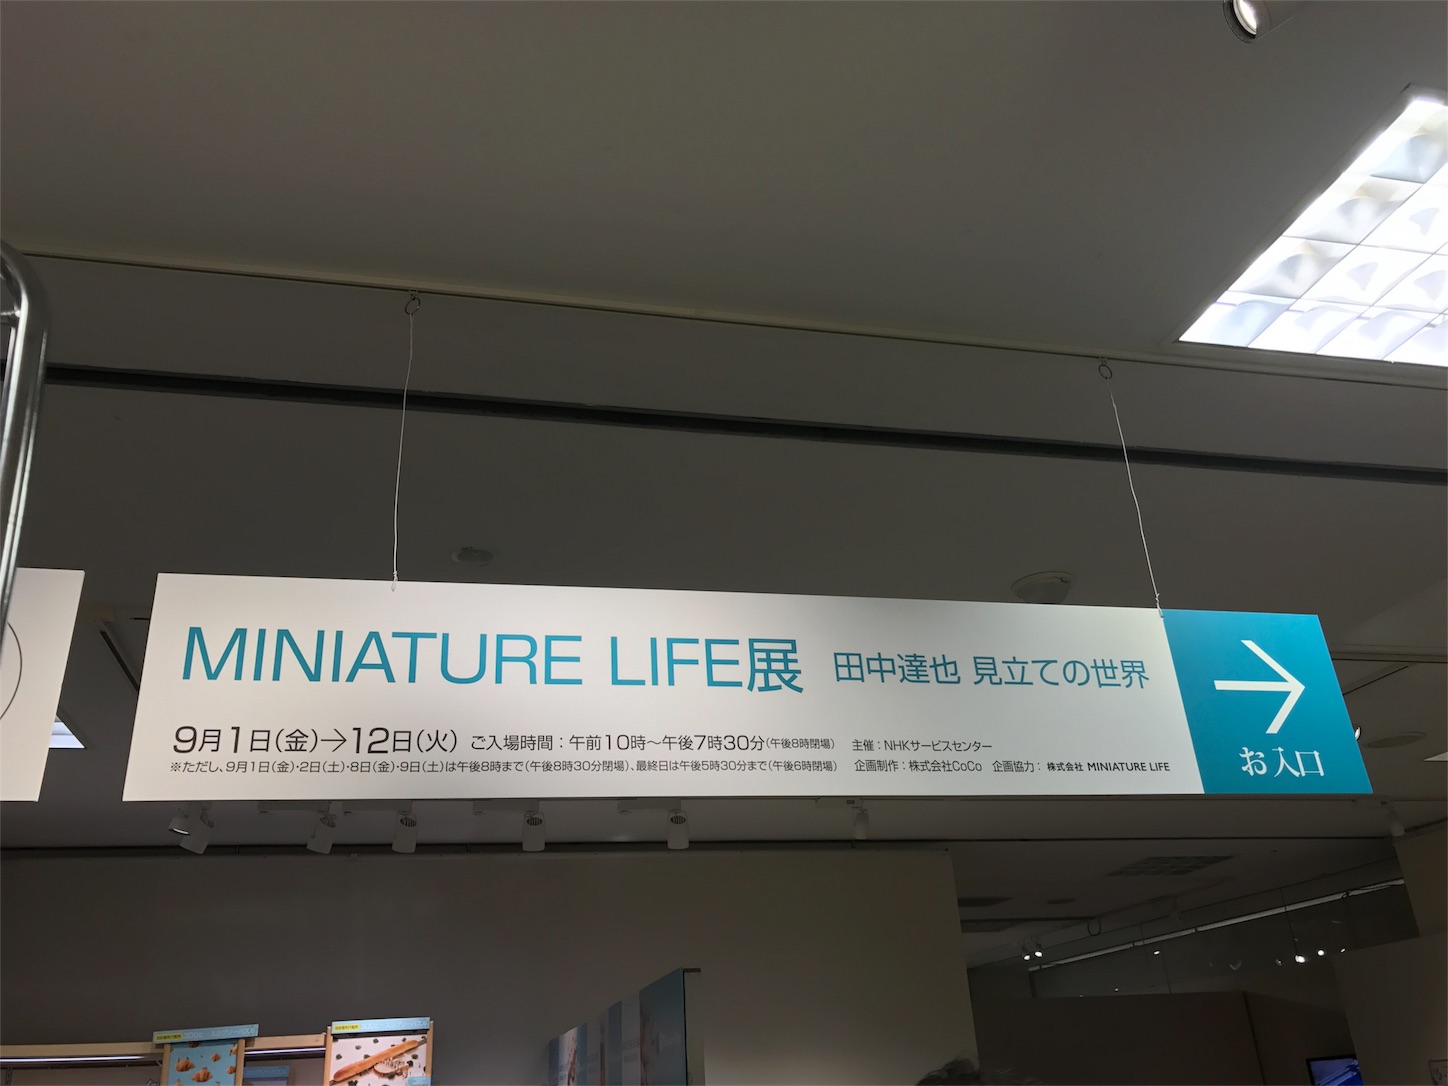 MINIATURE LIFE展 田中達也 見立ての世界
9月1日(金)→12日(火) ご入場時間：午前10時〜午後7時30分(午後8時閉場)
※ただし、9月1日(金)・2日(土)・8日(金)・9日(土)は午後8時まで(午後8時30分閉場)、最終日は午後5時30分まで(午後6時閉場)
主催：NHKサービスセンター
企画制作：株式会社CoCo 企画協力：株式会社 MINIATURE LIFE
→
お入口